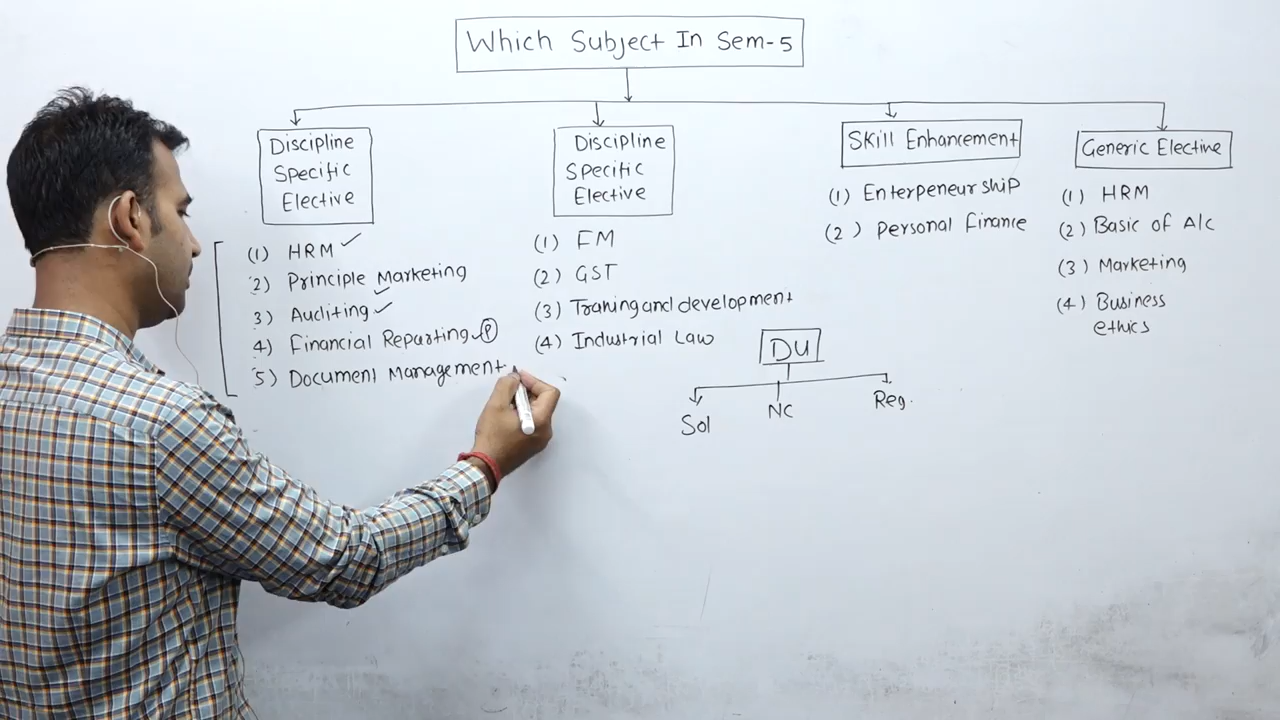 Which Subject In Sem-5
Discipline
Specific
Elective
(1) HRM ✓
2) Principle Marketing ✓
3) Auditing ✓
4) Financial Reporting ✓ (P)
5) Document Management
Discipline
Specific
Elective
(1) FM
(2) GST
(3) Traning and development
(4) Industrial Law
Skill Enhancement
(1) Enterpeneurship
(2) Personal Finance
Generic Elective
(1) HRM
(2) Basic of A/c
(3) Marketing
(4) Business
ethics
DU
Sol
NC
Reg.